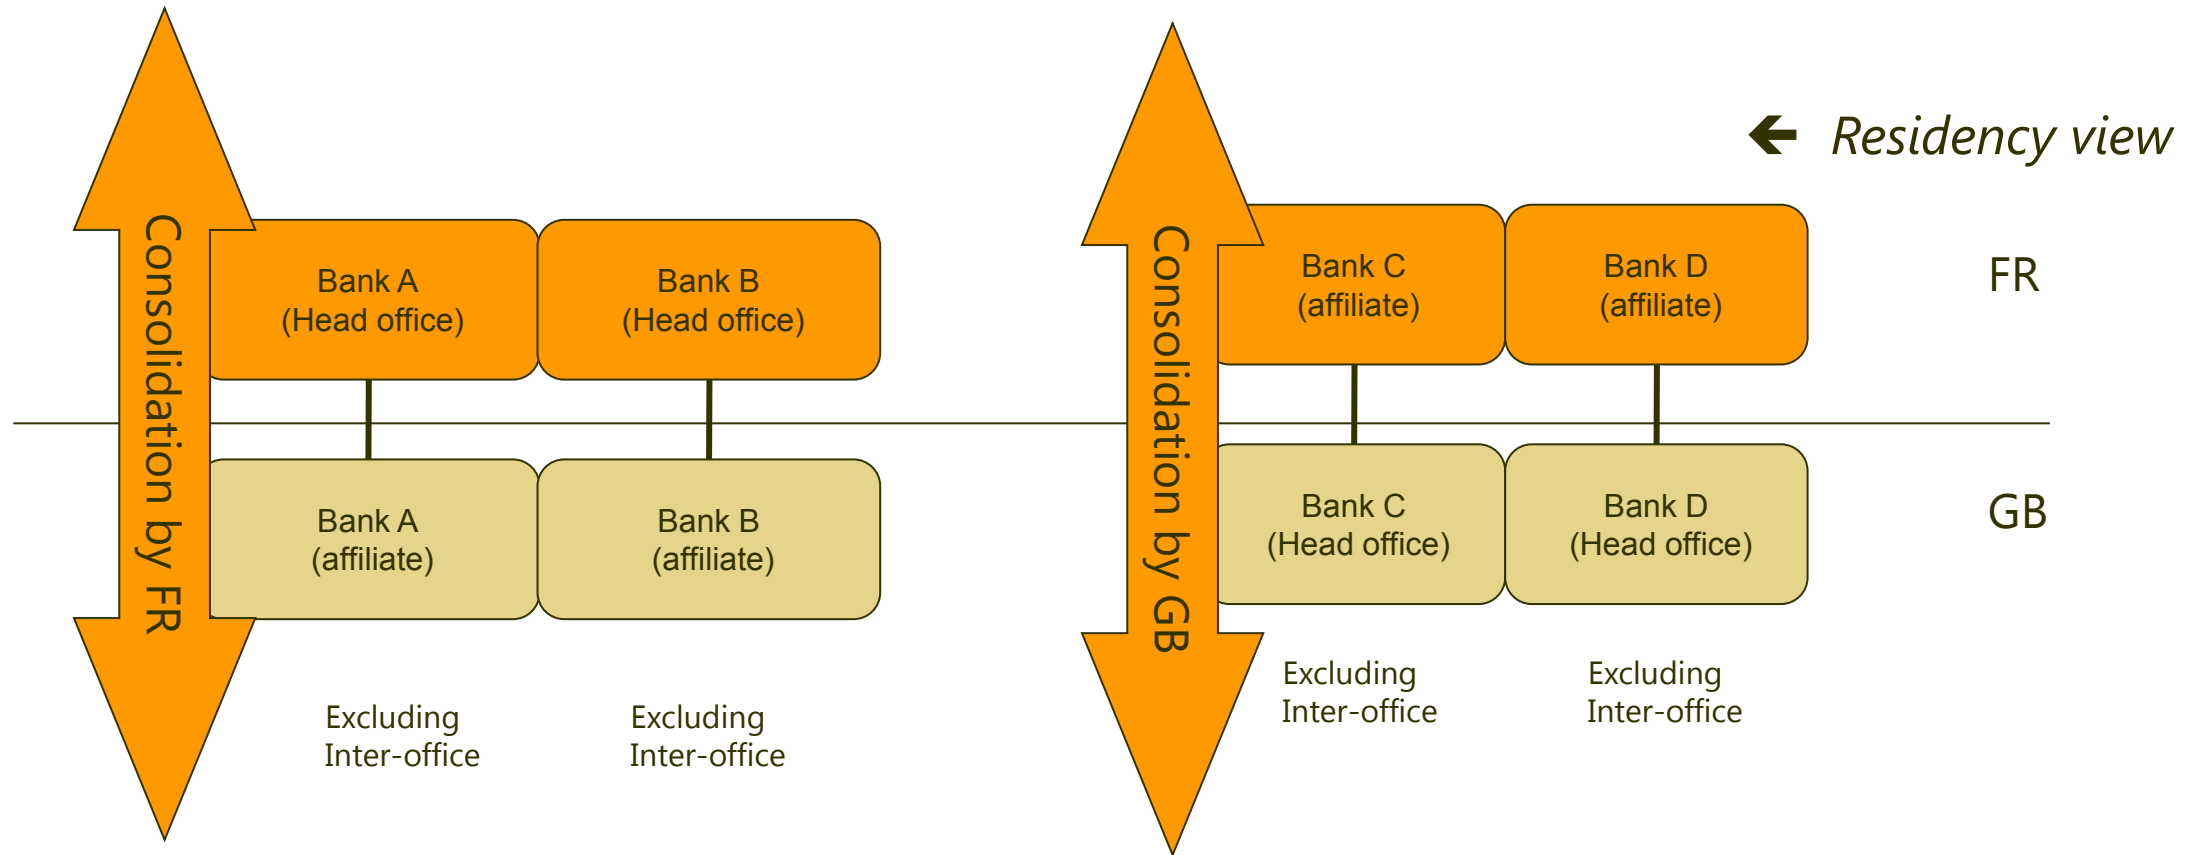 ← Residency view
Consolidation by FR
Bank A
(Head office)
Bank B
(Head office)
Bank A
(affiliate)
Bank B
(affiliate)
Excluding
Inter-office
Excluding
Inter-office
Consolidation by GB
Bank C
(affiliate)
Bank D
(affiliate)
FR
Bank C
(Head office)
Bank D
(Head office)
GB
Excluding
Inter-office
Excluding
Inter-office